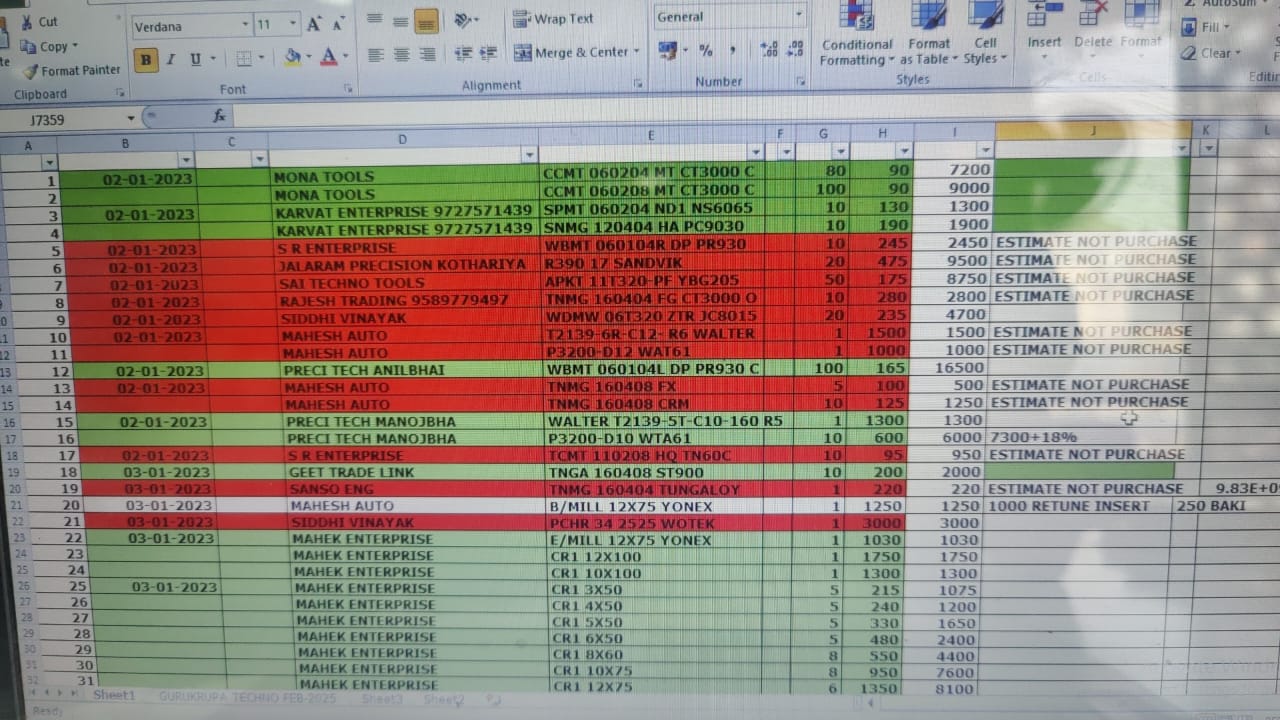 Cut
Copy
Format Painter
Clipboard
Verdana 11 A A
B I U A
Font
Wrap Text
Merge & Center
Alignment
General
% ,
Number
Conditional Formatting
Format as Table
Cell Styles
Styles
Insert Delete Format
Cells
AutoSum
Fill
Clear
J7359 fx
A B C D E F G H I J K L
1 02-01-2023 MONA TOOLS CCMT 060204 MT CT3000 C 80 90 7200
2 MONA TOOLS CCMT 060208 MT CT3000 C 100 90 9000
3 02-01-2023 KARVAT ENTERPRISE 9727571439 SPMT 060204 ND1 NS6065 10 130 1300
4 KARVAT ENTERPRISE 9727571439 SNMG 120404 HA PC9030 10 190 1900
5 02-01-2023 S R ENTERPRISE WBMT 060104R DP PR930 10 245 2450 ESTIMATE NOT PURCHASE
6 02-01-2023 JALARAM PRECISION KOTHARIYA R390 17 SANDVIK 20 475 9500 ESTIMATE NOT PURCHASE
7 02-01-2023 SAI TECHNO TOOLS APKT 11T320-PF YBG205 50 175 8750 ESTIMATE NOT PURCHASE
8 02-01-2023 RAJESH TRADING 9589779497 TNMG 160404 FG CT3000 O 10 280 2800 ESTIMATE NOT PURCHASE
9 02-01-2023 SIDDHI VINAYAK WDMW 06T320 ZTR JC8015 20 235 4700
10 02-01-2023 MAHESH AUTO T2139-6R-C12- R6 WALTER 1 1500 1500 ESTIMATE NOT PURCHASE
11 MAHESH AUTO P3200-D12 WAT61 1 1000 1000 ESTIMATE NOT PURCHASE
13 12 02-01-2023 PRECI TECH ANILBHAI WBMT 060104L DP PR930 C 100 165 16500
14 13 02-01-2023 MAHESH AUTO TNMG 160408 FX 5 100 500 ESTIMATE NOT PURCHASE
15 14 MAHESH AUTO TNMG 160408 CRM 10 125 1250 ESTIMATE NOT PURCHASE
16 15 02-01-2023 PRECI TECH MANOJBHA WALTER T2139-5T-C10-160 R5 1 1300 1300
17 16 PRECI TECH MANOJBHA P3200-D10 WTA61 10 600 6000 7300+18%
18 17 02-01-2023 S R ENTERPRISE TCMT 110208 HQ TN60C 10 95 950 ESTIMATE NOT PURCHASE
19 18 03-01-2023 GEET TRADE LINK TNGA 160408 ST900 10 200 2000
20 19 03-01-2023 SANSO ENG TNMG 160404 TUNGALOY 1 220 220 ESTIMATE NOT PURCHASE
21 20 03-01-2023 MAHESH AUTO B/MILL 12X75 YONEX 1 1250 1250 1000 RETUNE INSERT 250 BAKI
22 21 03-01-2023 SIDDHI VINAYAK PCHR 34 2525 WOTEK 1 3000 3000
23 22 03-01-2023 MAHEK ENTERPRISE E/MILL 12X75 YONEX 1 1030 1030
24 23 MAHEK ENTERPRISE CR1 12X100 1 1750 1750
25 24 MAHEK ENTERPRISE CR1 10X100 1 1300 1300
26 25 03-01-2023 MAHEK ENTERPRISE CR1 3X50 5 215 1075
27 26 MAHEK ENTERPRISE CR1 4X50 5 240 1200
28 27 MAHEK ENTERPRISE CR1 5X50 5 330 1650
29 28 MAHEK ENTERPRISE CR1 6X50 5 480 2400
30 29 MAHEK ENTERPRISE CR1 8X60 8 550 4400
31 30 MAHEK ENTERPRISE CR1 10X75 8 950 7600
32 31 MAHEK ENTERPRISE CR1 12X75 6 1350 8100
Sheet1 GURUKRUPA TECHNO FEB-2025 Sheet3 Sheet2
Ready